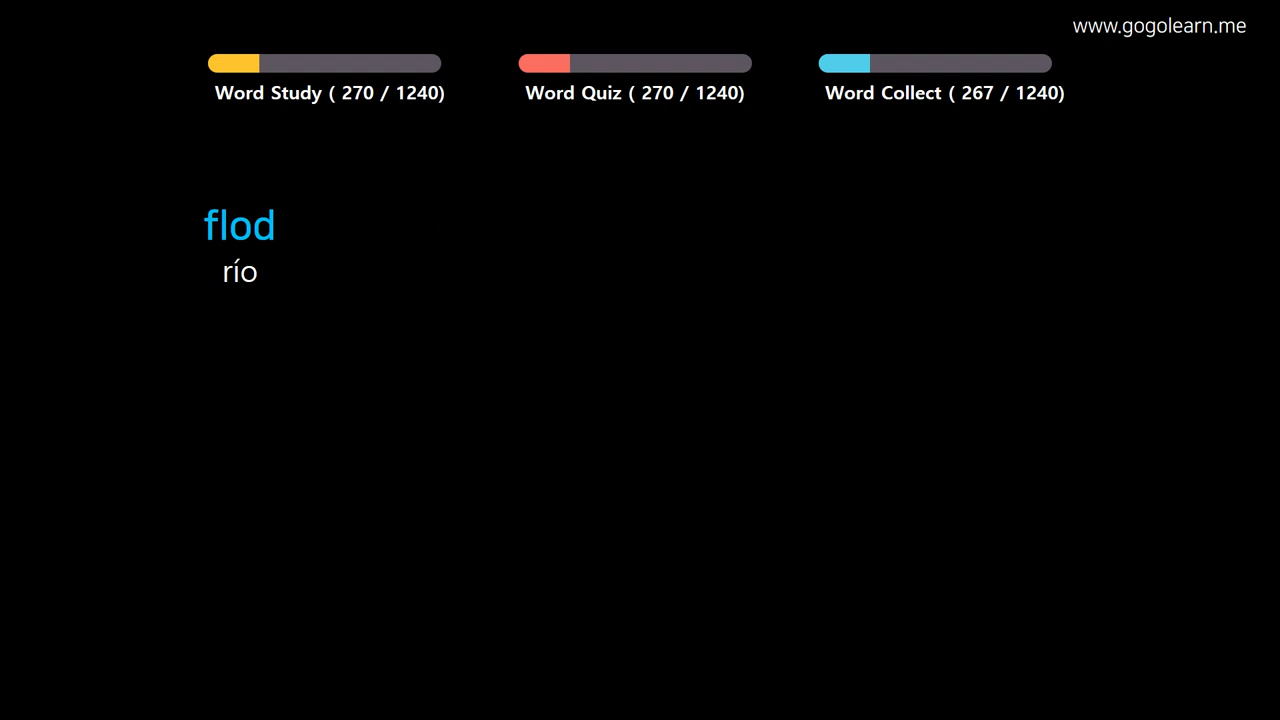 www.gogolearn.me
Word Study ( 270 / 1240)
Word Quiz ( 270 / 1240)
Word Collect ( 267 / 1240)
flod
río